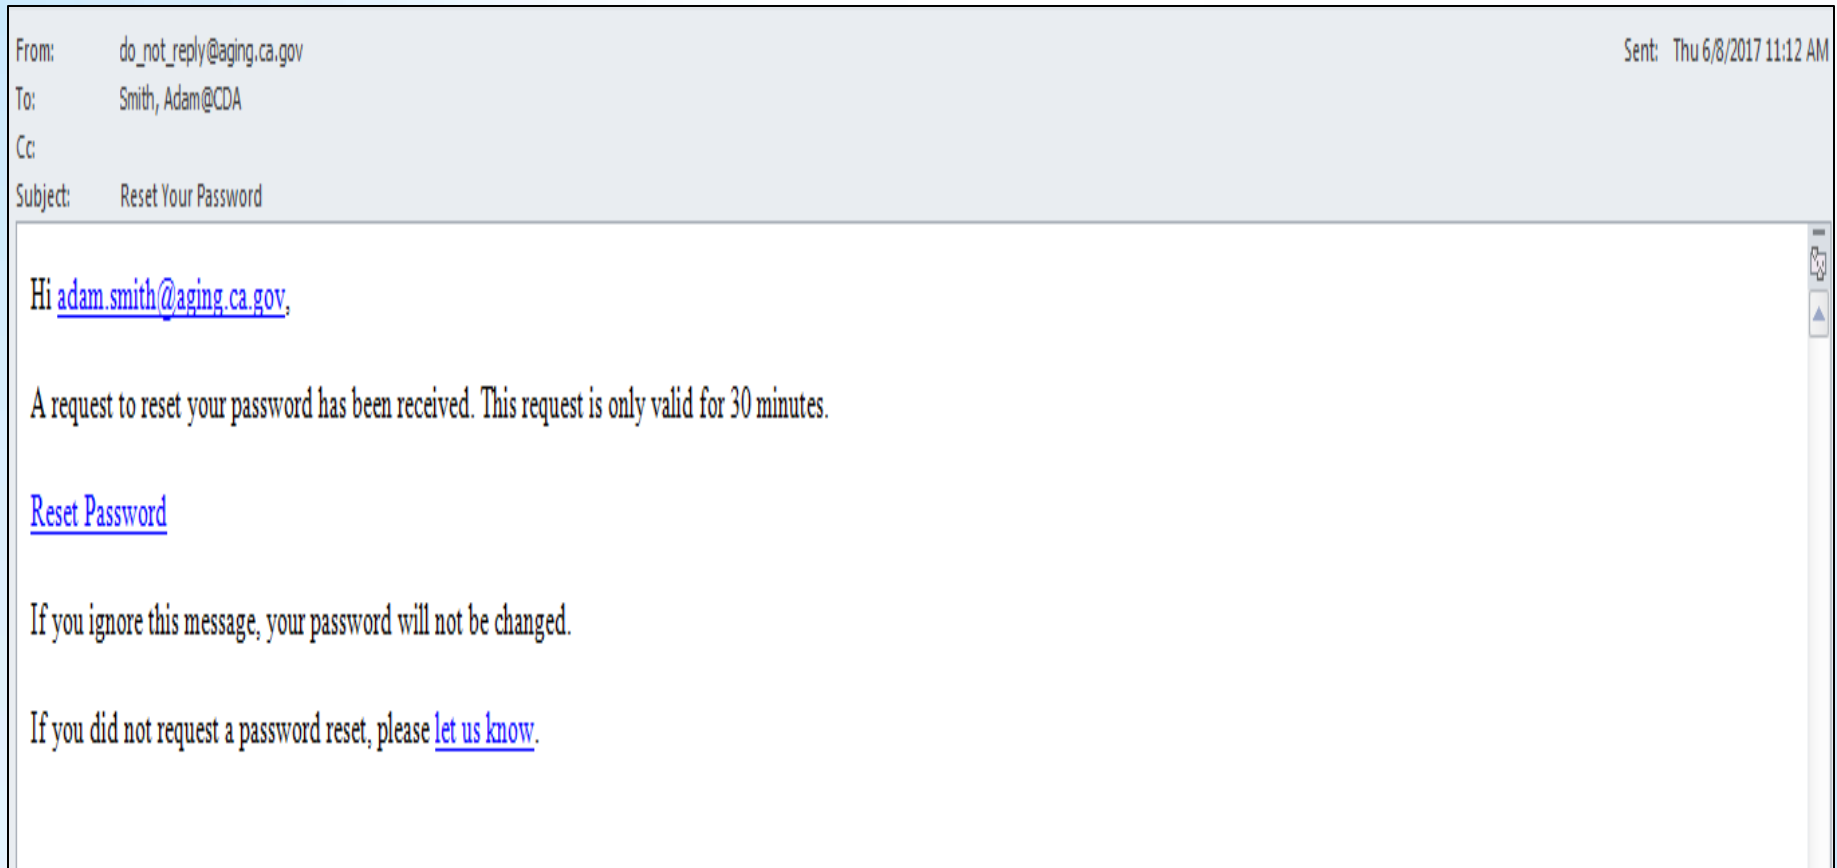 From: do_not_reply@aging.ca.gov Sent: Thu 6/8/2017 11:12 AM
To: Smith, Adam@CDA
Cc:
Subject: Reset Your Password
Hi adam.smith@aging.ca.gov,
A request to reset your password has been received. This request is only valid for 30 minutes.
Reset Password
If you ignore this message, your password will not be changed.
If you did not request a password reset, please let us know.